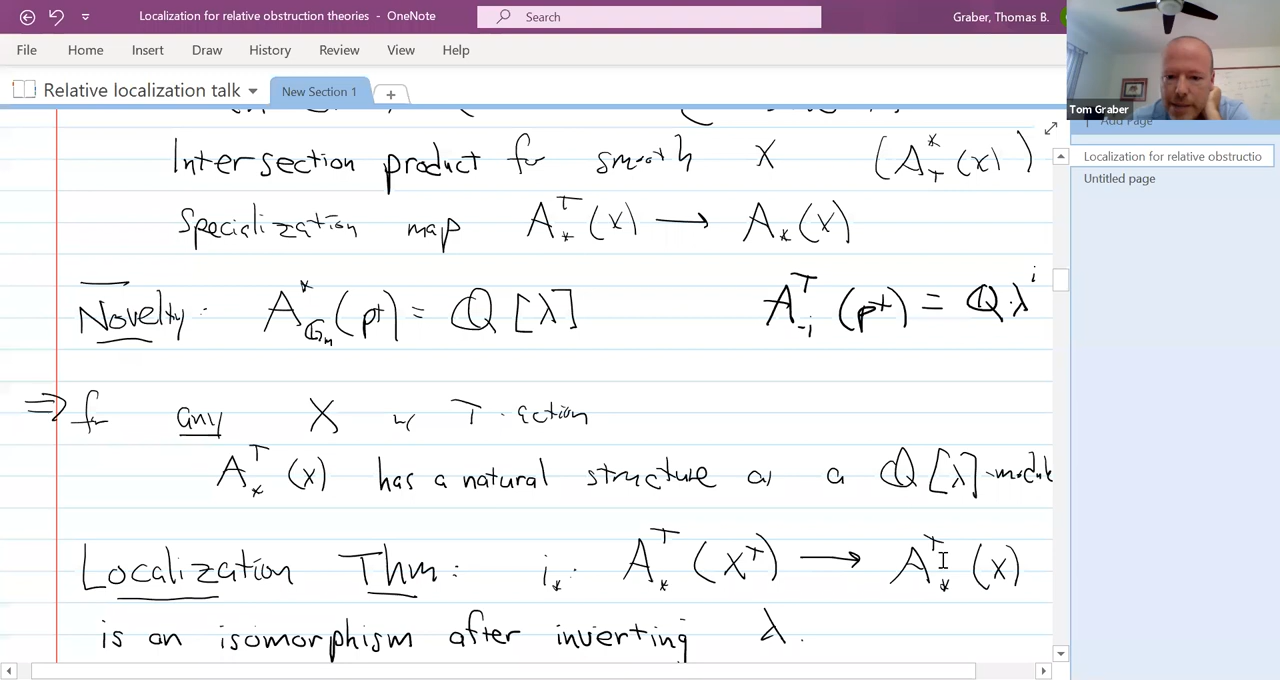 Localization for relative obstruction theories - OneNote
Search
Graber, Thomas B.
File Home Insert Draw History Review View Help
Relative localization talk
New Section 1
Tom Graber
Add Page
Localization for relative obstructio
Untitled page
Intersection product for smooth X (A^*_T (X))
Specialization map A^T_* (X) → A_* (X)
Novelty: A^*_{G_m} (pt) = Q [λ] A^T_{-i} (pt) = Q·λ^i
⇒ for any X w/ T-action
A^T_* (X) has a natural structure as a Q[λ]-module
Localization Thm: i_*: A^T_* (X^T) → A^T_* (X)
is an isomorphism after inverting λ.